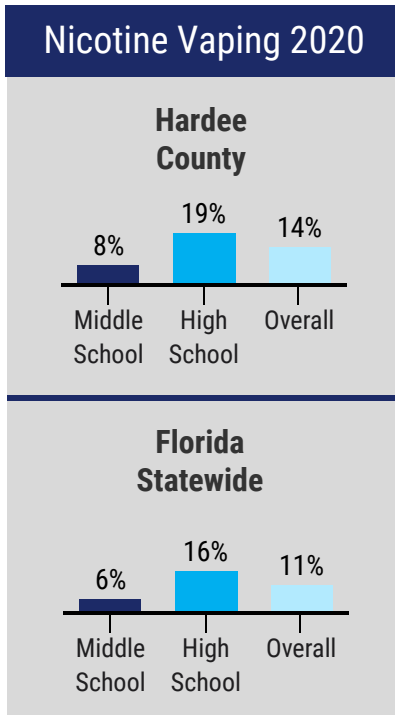 Nicotine Vaping 2020
Hardee
County
8%
19%
14%
Middle
School
High
School
Overall
Florida
Statewide
6%
16%
11%
Middle
School
High
School
Overall